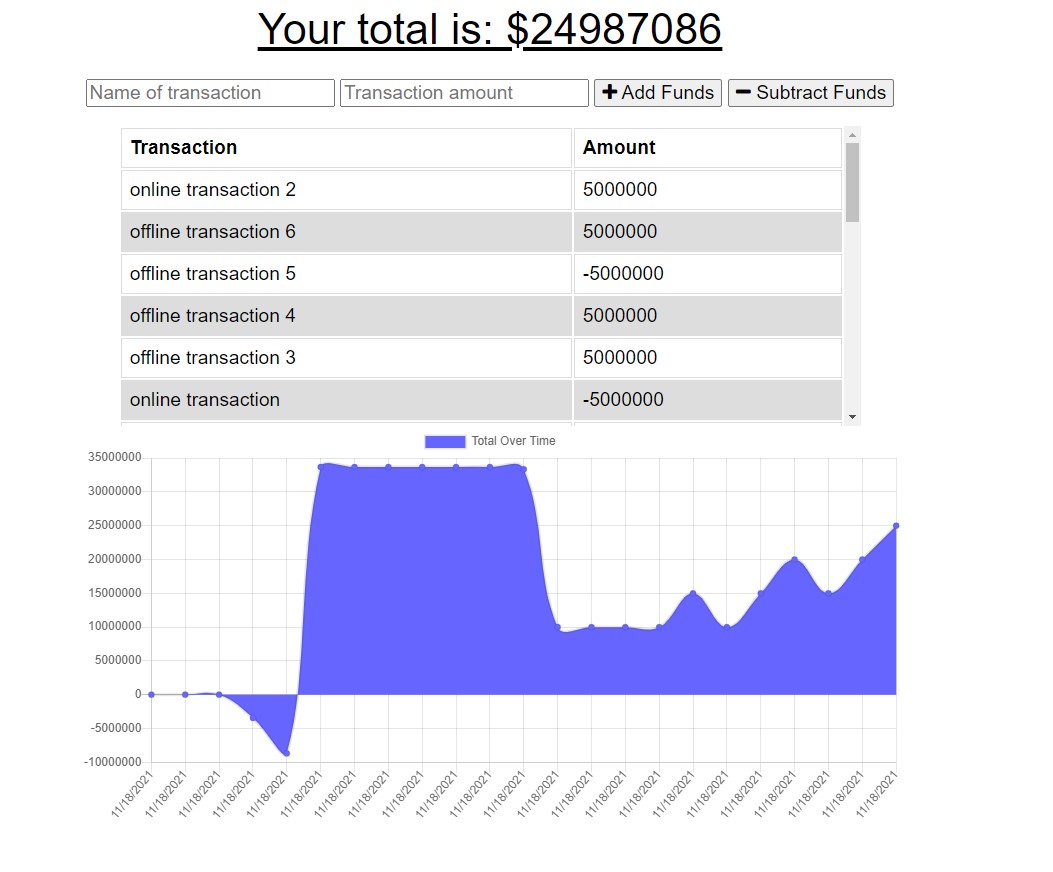 Your total is: $24987086
Name of transaction Transaction amount Add Funds Subtract Funds
Transaction Amount
online transaction 2 5000000
offline transaction 6 5000000
offline transaction 5 -5000000
offline transaction 4 5000000
offline transaction 3 5000000
online transaction -5000000
Total Over Time
35000000
30000000
25000000
20000000
15000000
10000000
5000000
0
-5000000
-10000000
11/18/2021 11/18/2021 11/18/2021 11/18/2021 11/18/2021 11/18/2021 11/18/2021 11/18/2021 11/18/2021 11/18/2021 11/18/2021 11/18/2021 11/18/2021 11/18/2021 11/18/2021 11/18/2021 11/18/2021 11/18/2021 11/18/2021 11/18/2021 11/18/2021 11/18/2021 11/18/2021